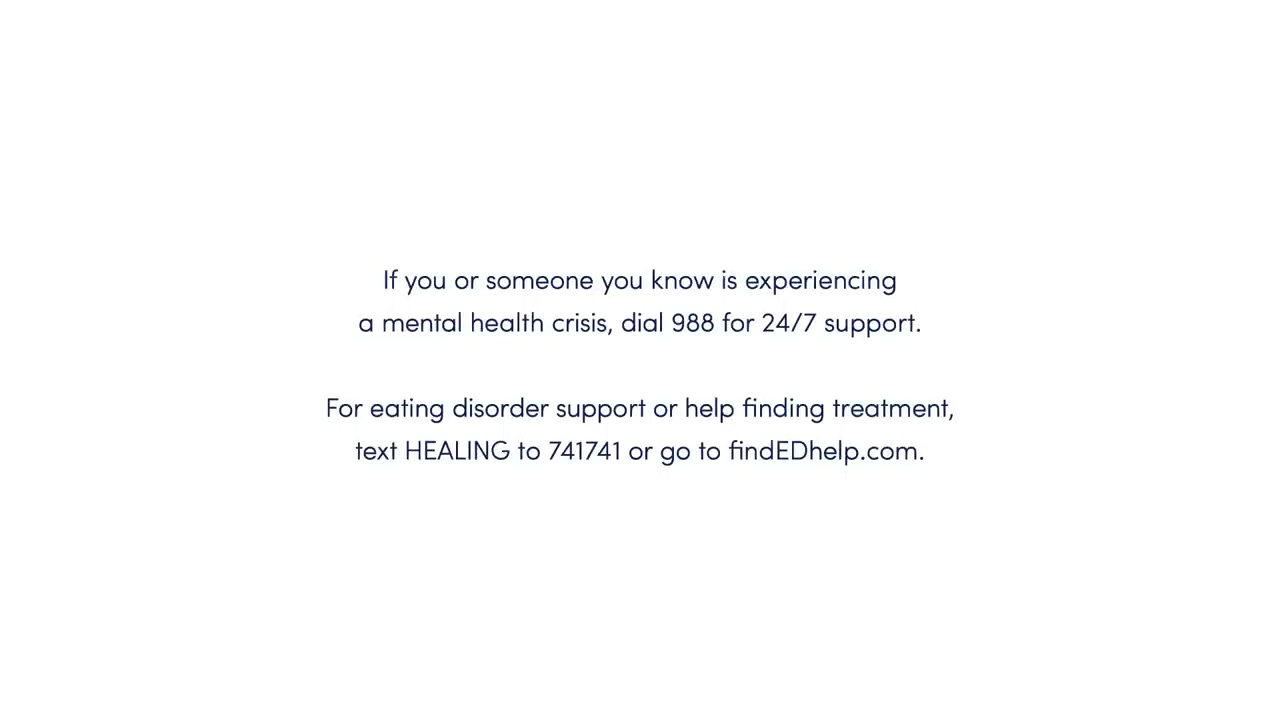 If you or someone you know is experiencing
a mental health crisis, dial 988 for 24/7 support.
For eating disorder support or help finding treatment,
text HEALING to 741741 or go to findEDhelp.com.